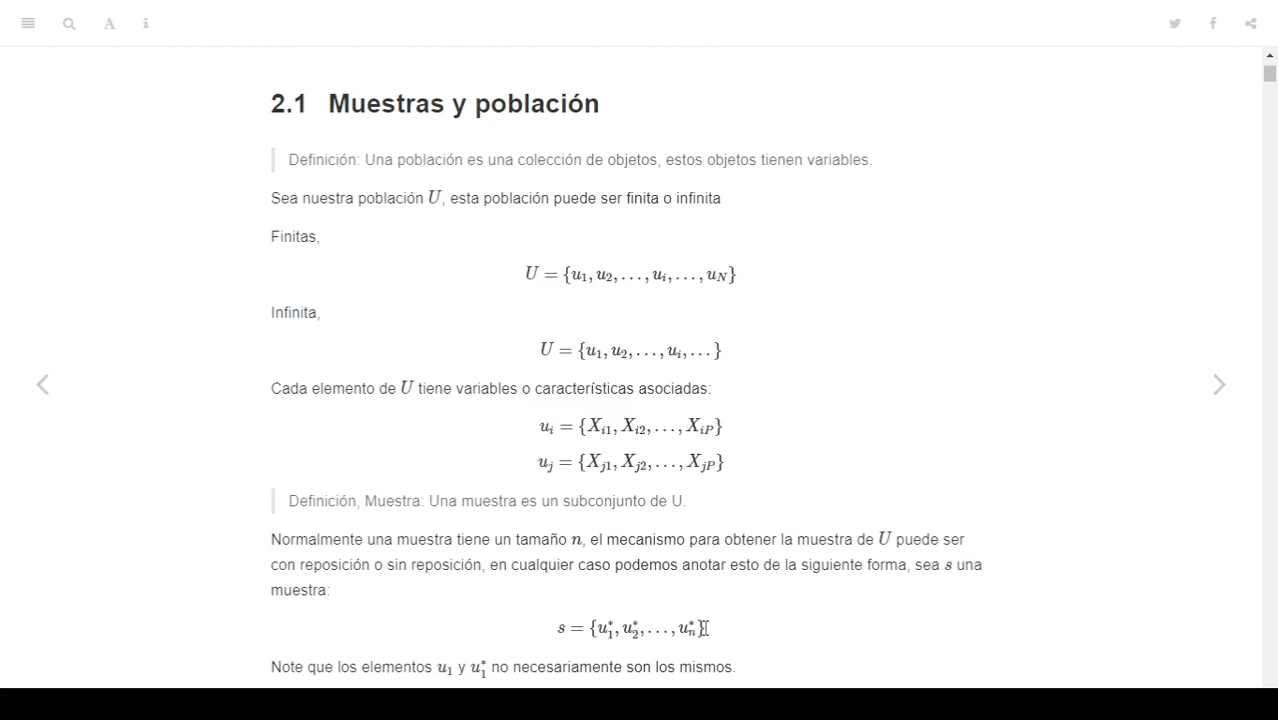 2.1 Muestras y población
Definición: Una población es una colección de objetos, estos objetos tienen variables.
Sea nuestra población U, esta población puede ser finita o infinita
Finitas,
U = {u₁, u₂, . . . , uᵢ, . . . , u_N}
Infinita,
U = {u₁, u₂, . . . , uᵢ, . . . }
Cada elemento de U tiene variables o características asociadas:
uᵢ = {X_{i1}, X_{i2}, . . . , X_{iP}}
uⱼ = {X_{j1}, X_{j2}, . . . , X_{jP}}
Definición, Muestra: Una muestra es un subconjunto de U.
Normalmente una muestra tiene un tamaño n, el mecanismo para obtener la muestra de U puede ser
con reposición o sin reposición, en cualquier caso podemos anotar esto de la siguiente forma, sea s una
muestra:
s = {u₁*, u₂*, . . . , uₙ*}
Note que los elementos u₁ y u₁* no necesariamente son los mismos.